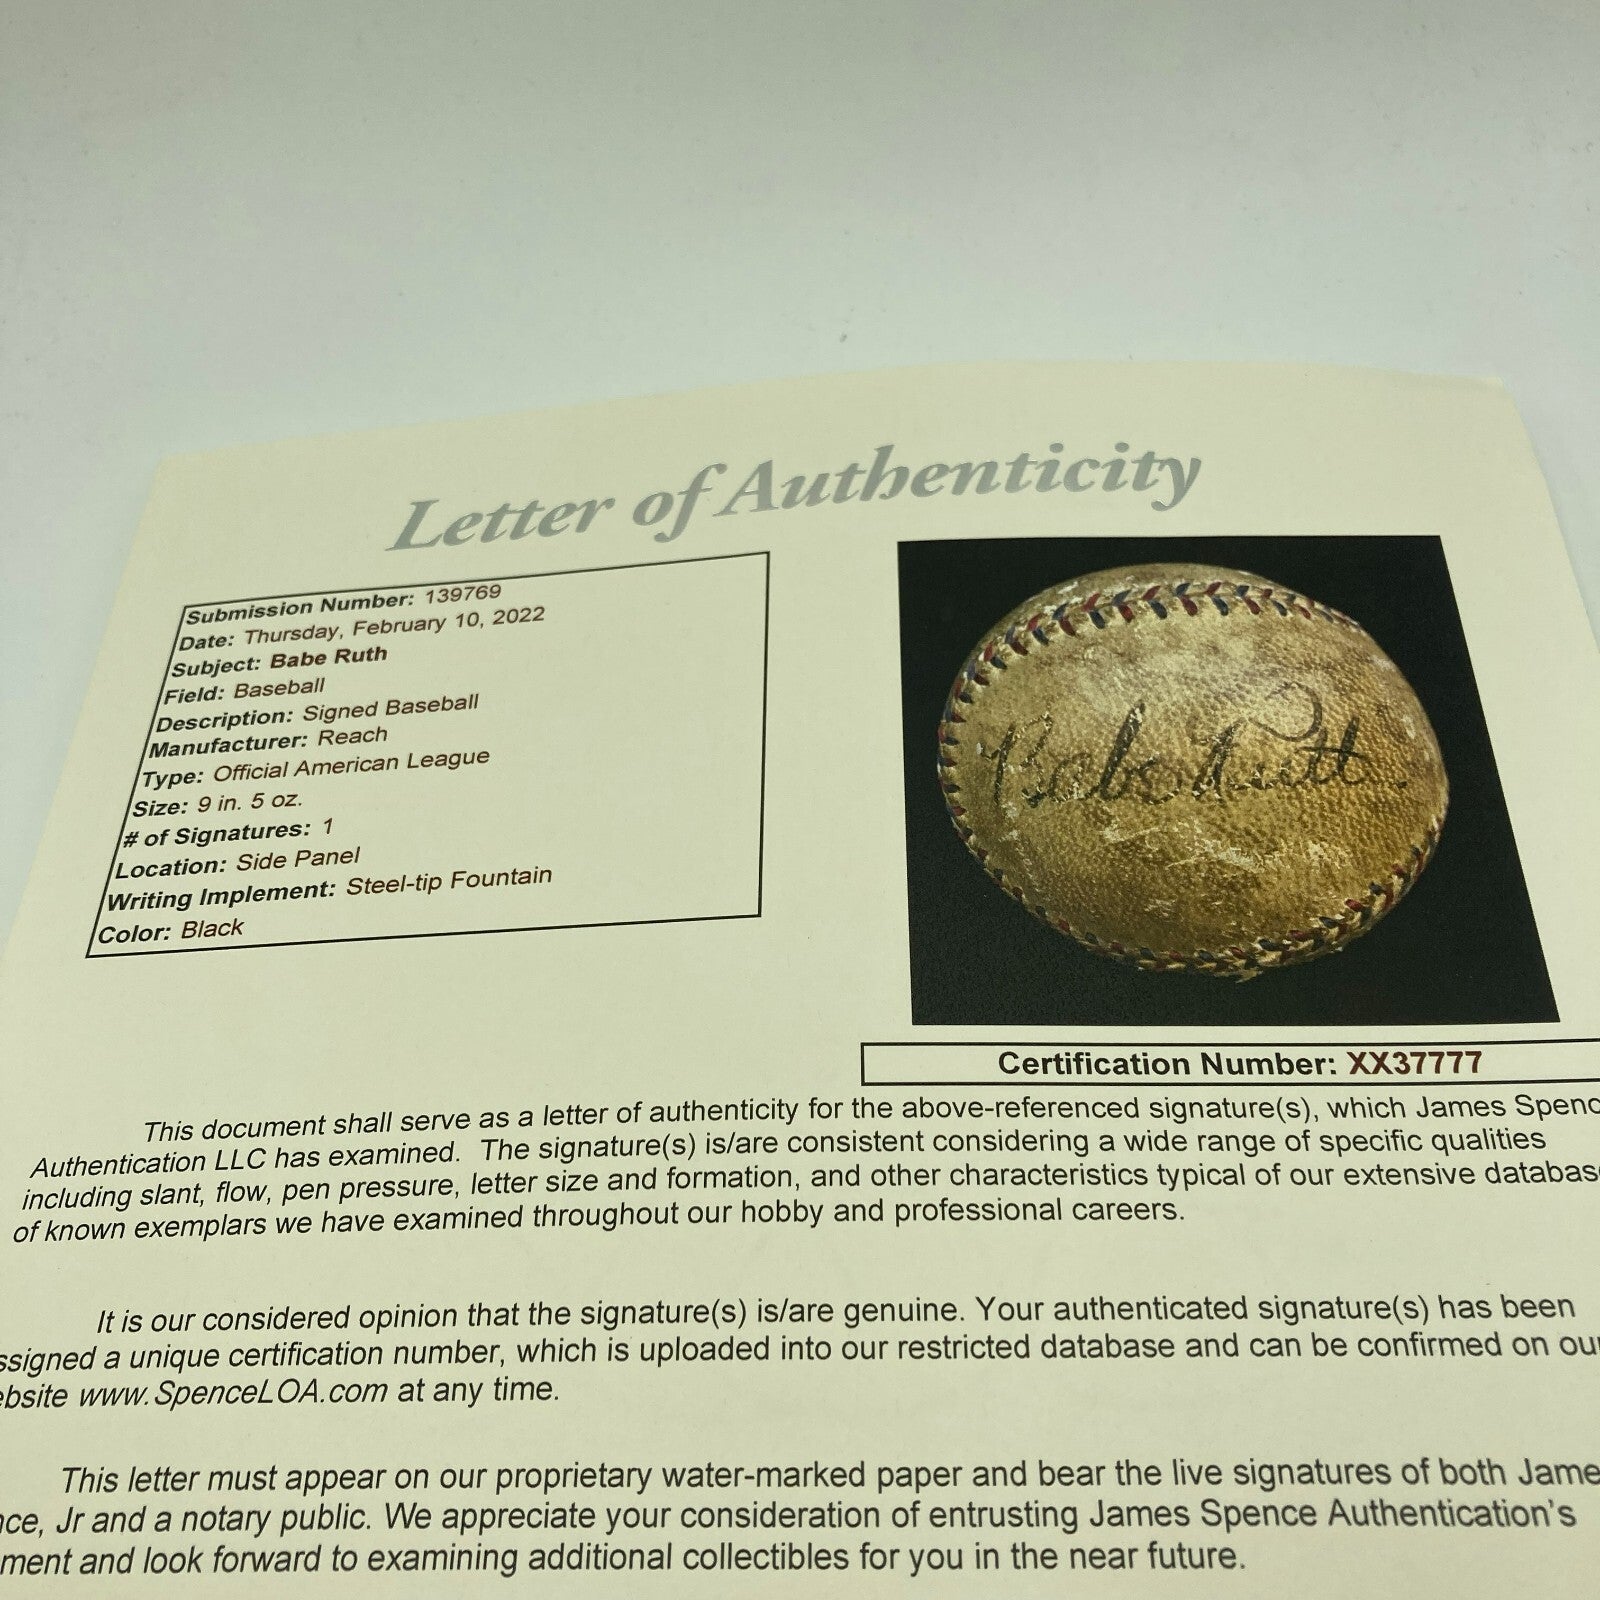 Letter of Authenticity
Submission Number: 139769
Date: Thursday, February 10, 2022
Subject: Babe Ruth
Field: Baseball
Description: Signed Baseball
Manufacturer: Reach
Type: Official American League
Size: 9 in. 5 oz.
# of Signatures: 1
Location: Side Panel
Writing Implement: Steel-tip Fountain
Color: Black
Babe Ruth
Certification Number: XX37777
This document shall serve as a letter of authenticity for the above-referenced signature(s), which James Spenc
Authentication LLC has examined. The signature(s) is/are consistent considering a wide range of specific qualities
including slant, flow, pen pressure, letter size and formation, and other characteristics typical of our extensive databas
of known exemplars we have examined throughout our hobby and professional careers.
It is our considered opinion that the signature(s) is/are genuine. Your authenticated signature(s) has been
ssigned a unique certification number, which is uploaded into our restricted database and can be confirmed on ou
ebsite www.SpenceLOA.com at any time.
This letter must appear on our proprietary water-marked paper and bear the live signatures of both Jame
nce, Jr and a notary public. We appreciate your consideration of entrusting James Spence Authentication's
ment and look forward to examining additional collectibles for you in the near future.